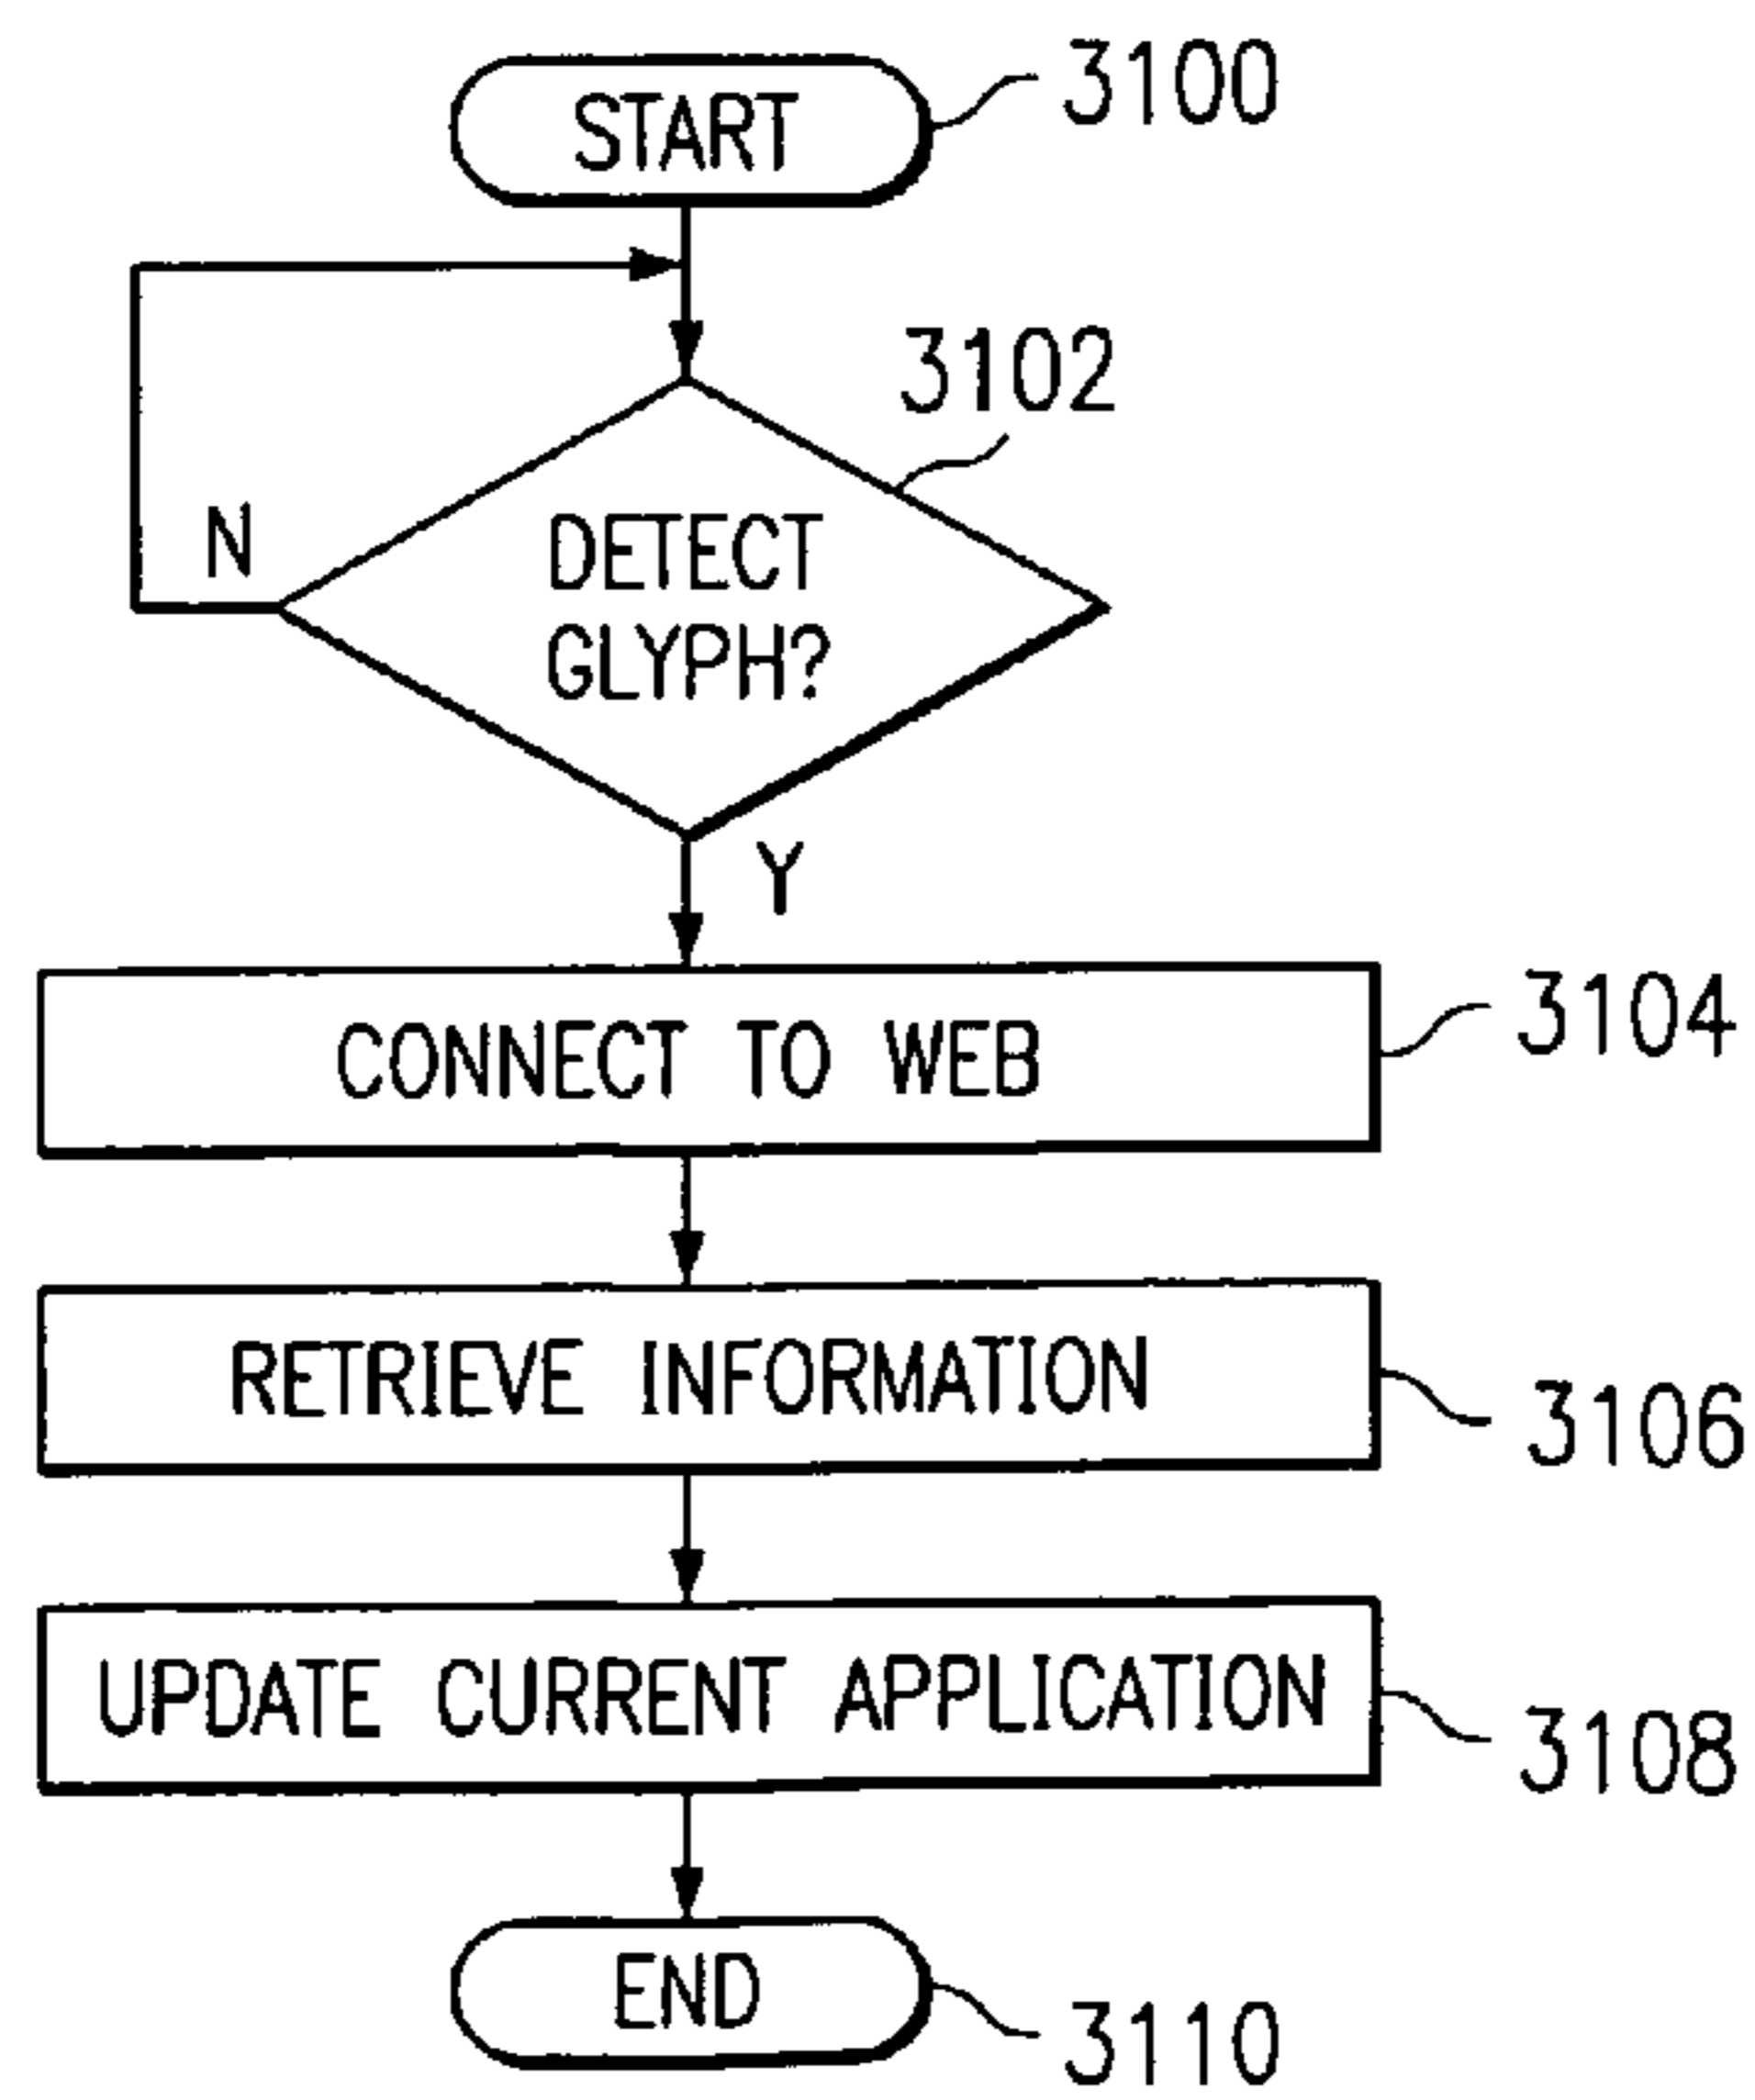 START
3100
3102
N
DETECT
GLYPH?
Y
CONNECT TO WEB
3104
RETRIEVE INFORMATION
3106
UPDATE CURRENT APPLICATION
3108
END
3110